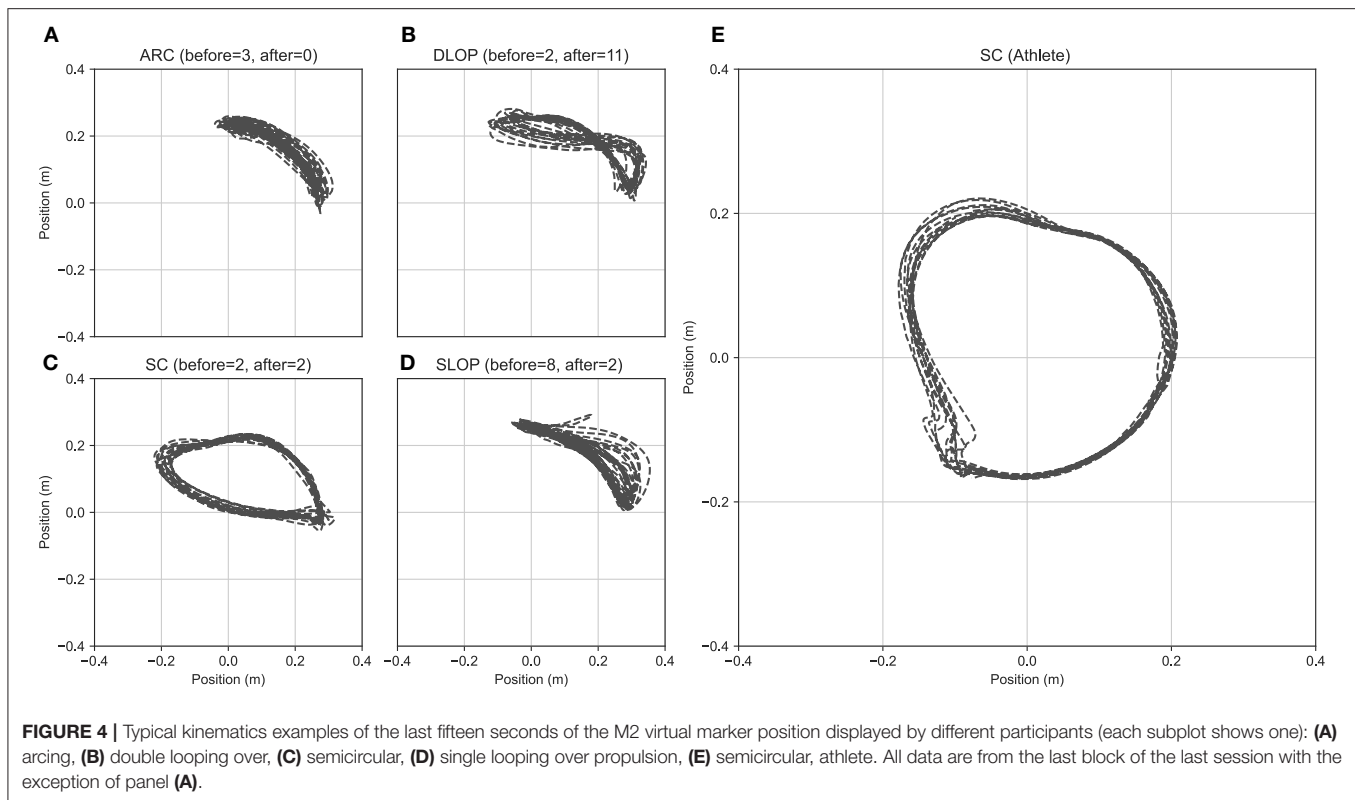 A
ARC (before=3, after=0)
0.4
0.2
0.0
−0.2
−0.4
Position (m)
B
DLOP (before=2, after=11)
E
SC (Athlete)
0.4
0.2
0.0
−0.2
−0.4
Position (m)
−0.4
−0.2
0.0
0.2
0.4
Position (m)
C
SC (before=2, after=2)
0.4
0.2
0.0
−0.2
−0.4
Position (m)
−0.4
−0.2
0.0
0.2
0.4
Position (m)
D
SLOP (before=8, after=2)
−0.4
−0.2
0.0
0.2
0.4
Position (m)
FIGURE 4 | Typical kinematics examples of the last fifteen seconds of the M2 virtual marker position displayed by different participants (each subplot shows one): (A)
arcing, (B) double looping over, (C) semicircular, (D) single looping over propulsion, (E) semicircular, athlete. All data are from the last block of the last session with the
exception of panel (A).